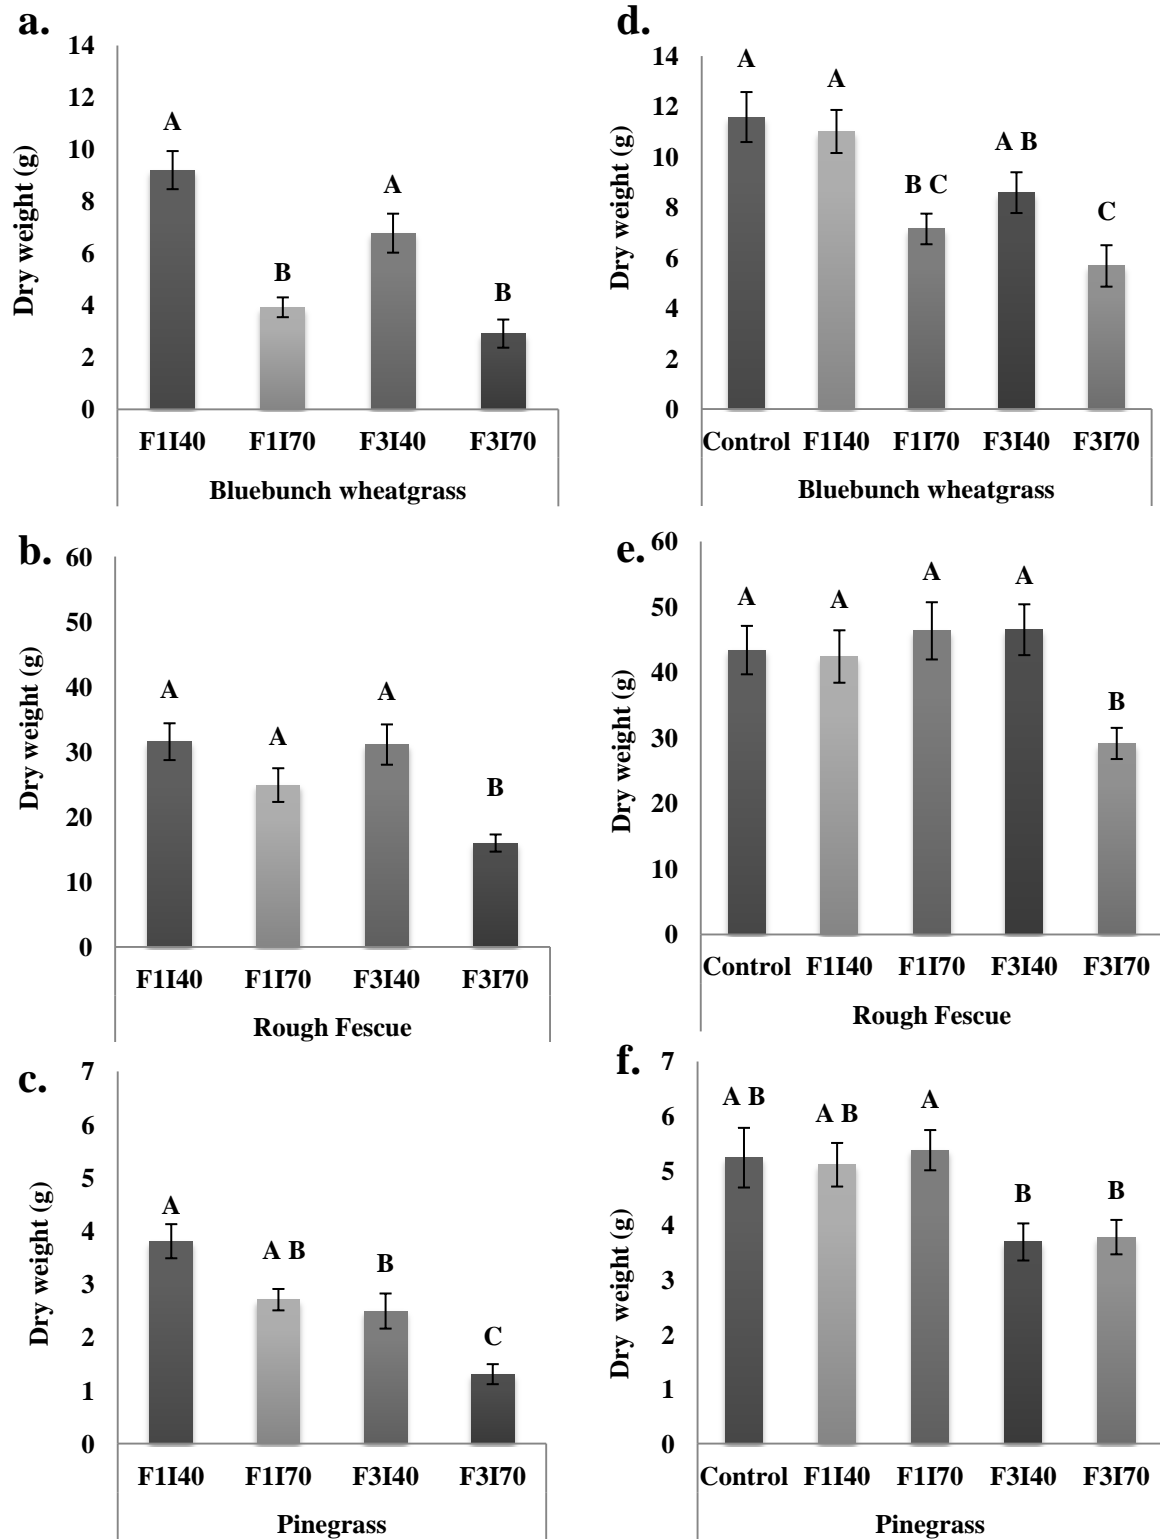 a.
14
12
10
8
6
4
2
0
Dry weight (g)
A
B
A
B
F1I40 F1I70 F3I40 F3I70
Bluebunch wheatgrass
d.
14
12
10
8
6
4
2
0
Dry weight (g)
A
A
B C
A B
C
Control F1I40 F1I70 F3I40 F3I70
Bluebunch wheatgrass
b.
60
50
40
30
20
10
0
Dry weight (g)
A
A
A
B
F1I40 F1I70 F3I40 F3I70
Rough Fescue
e.
60
50
40
30
20
10
0
Dry weight (g)
A
A
A
A
B
Control F1I40 F1I70 F3I40 F3I70
Rough Fescue
c.
7
6
5
4
3
2
1
0
Dry weight (g)
A
A B
B
C
F1I40 F1I70 F3I40 F3I70
Pinegrass
f.
7
6
5
4
3
2
1
0
Dry weight (g)
A B
A B
A
B
B
Control F1I40 F1I70 F3I40 F3I70
Pinegrass